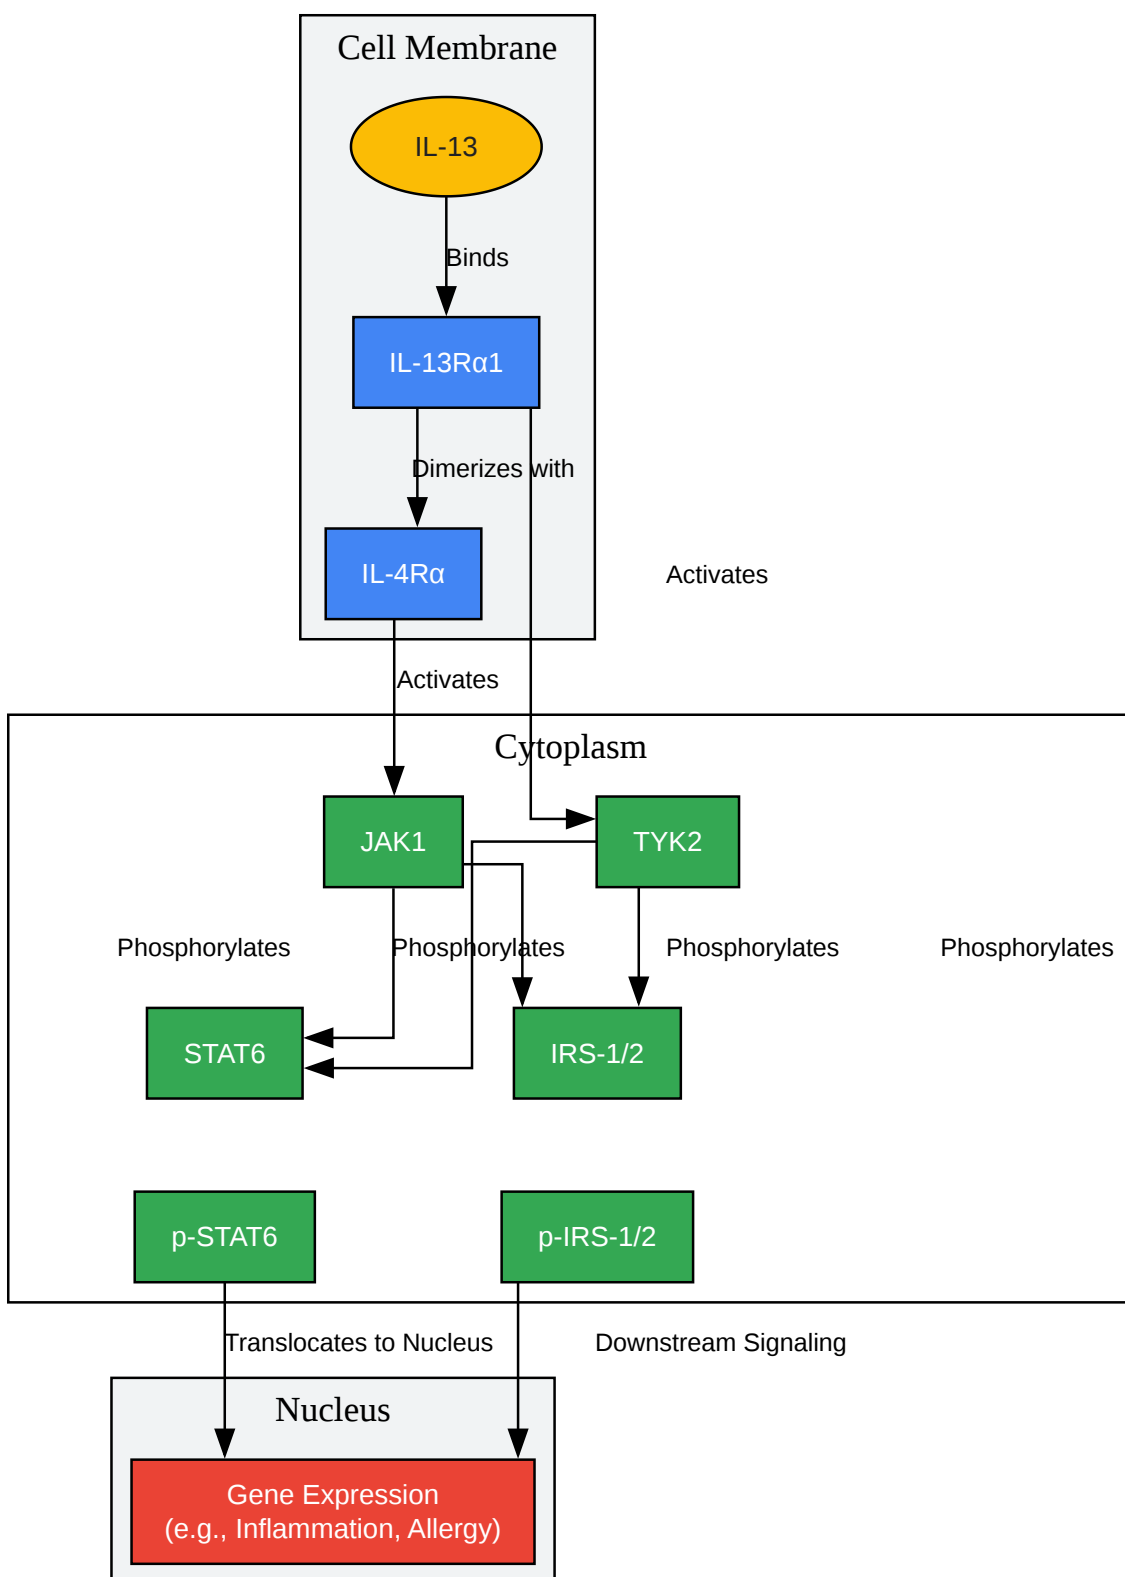 Cell Membrane
IL-13
Binds
IL-13Rα1
Dimerizes with
IL-4Rα
Activates
Activates
Cytoplasm
JAK1
TYK2
Phosphorylates
Phosphorylates
Phosphorylates
Phosphorylates
STAT6
IRS-1/2
p-STAT6
p-IRS-1/2
Translocates to Nucleus
Downstream Signaling
Nucleus
Gene Expression
(e.g., Inflammation, Allergy)